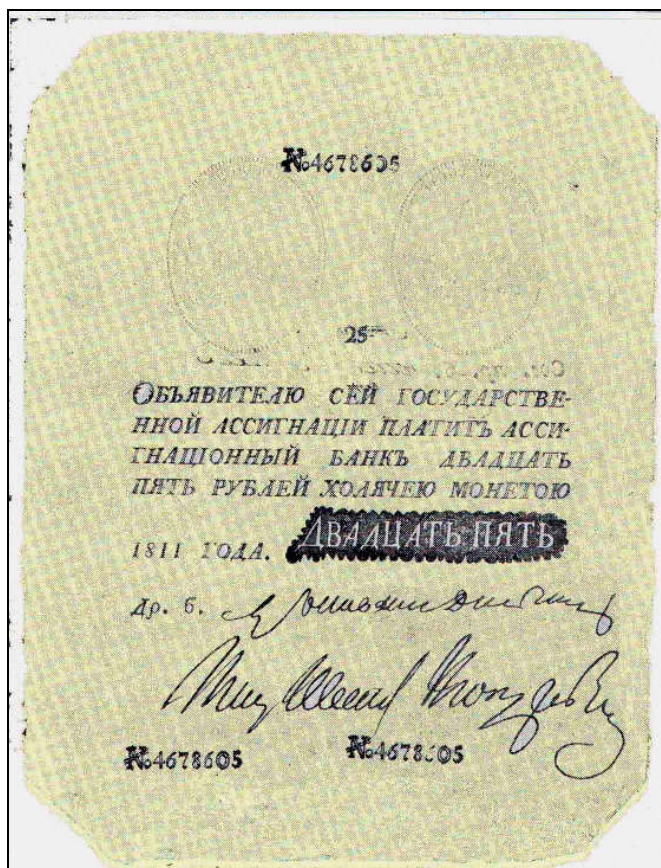 №4678605
25
ОБЪЯВИТЕЛЮ СЕЙ ГОСУДАРСТВЕ-
ННОЙ АССИГНАЦІИ ПЛАТИТЪ АССИ-
ГНАЦІОННЫЙ БАНКЪ ДВАДЦАТЬ
ПЯТЬ РУБЛЕЙ ХОЛЯЧЕЮ МОНЕТОЮ
1811 ГОДА. ДВАДЦАТЬ ПЯТЬ
Др. б.
№4678605 №4678605